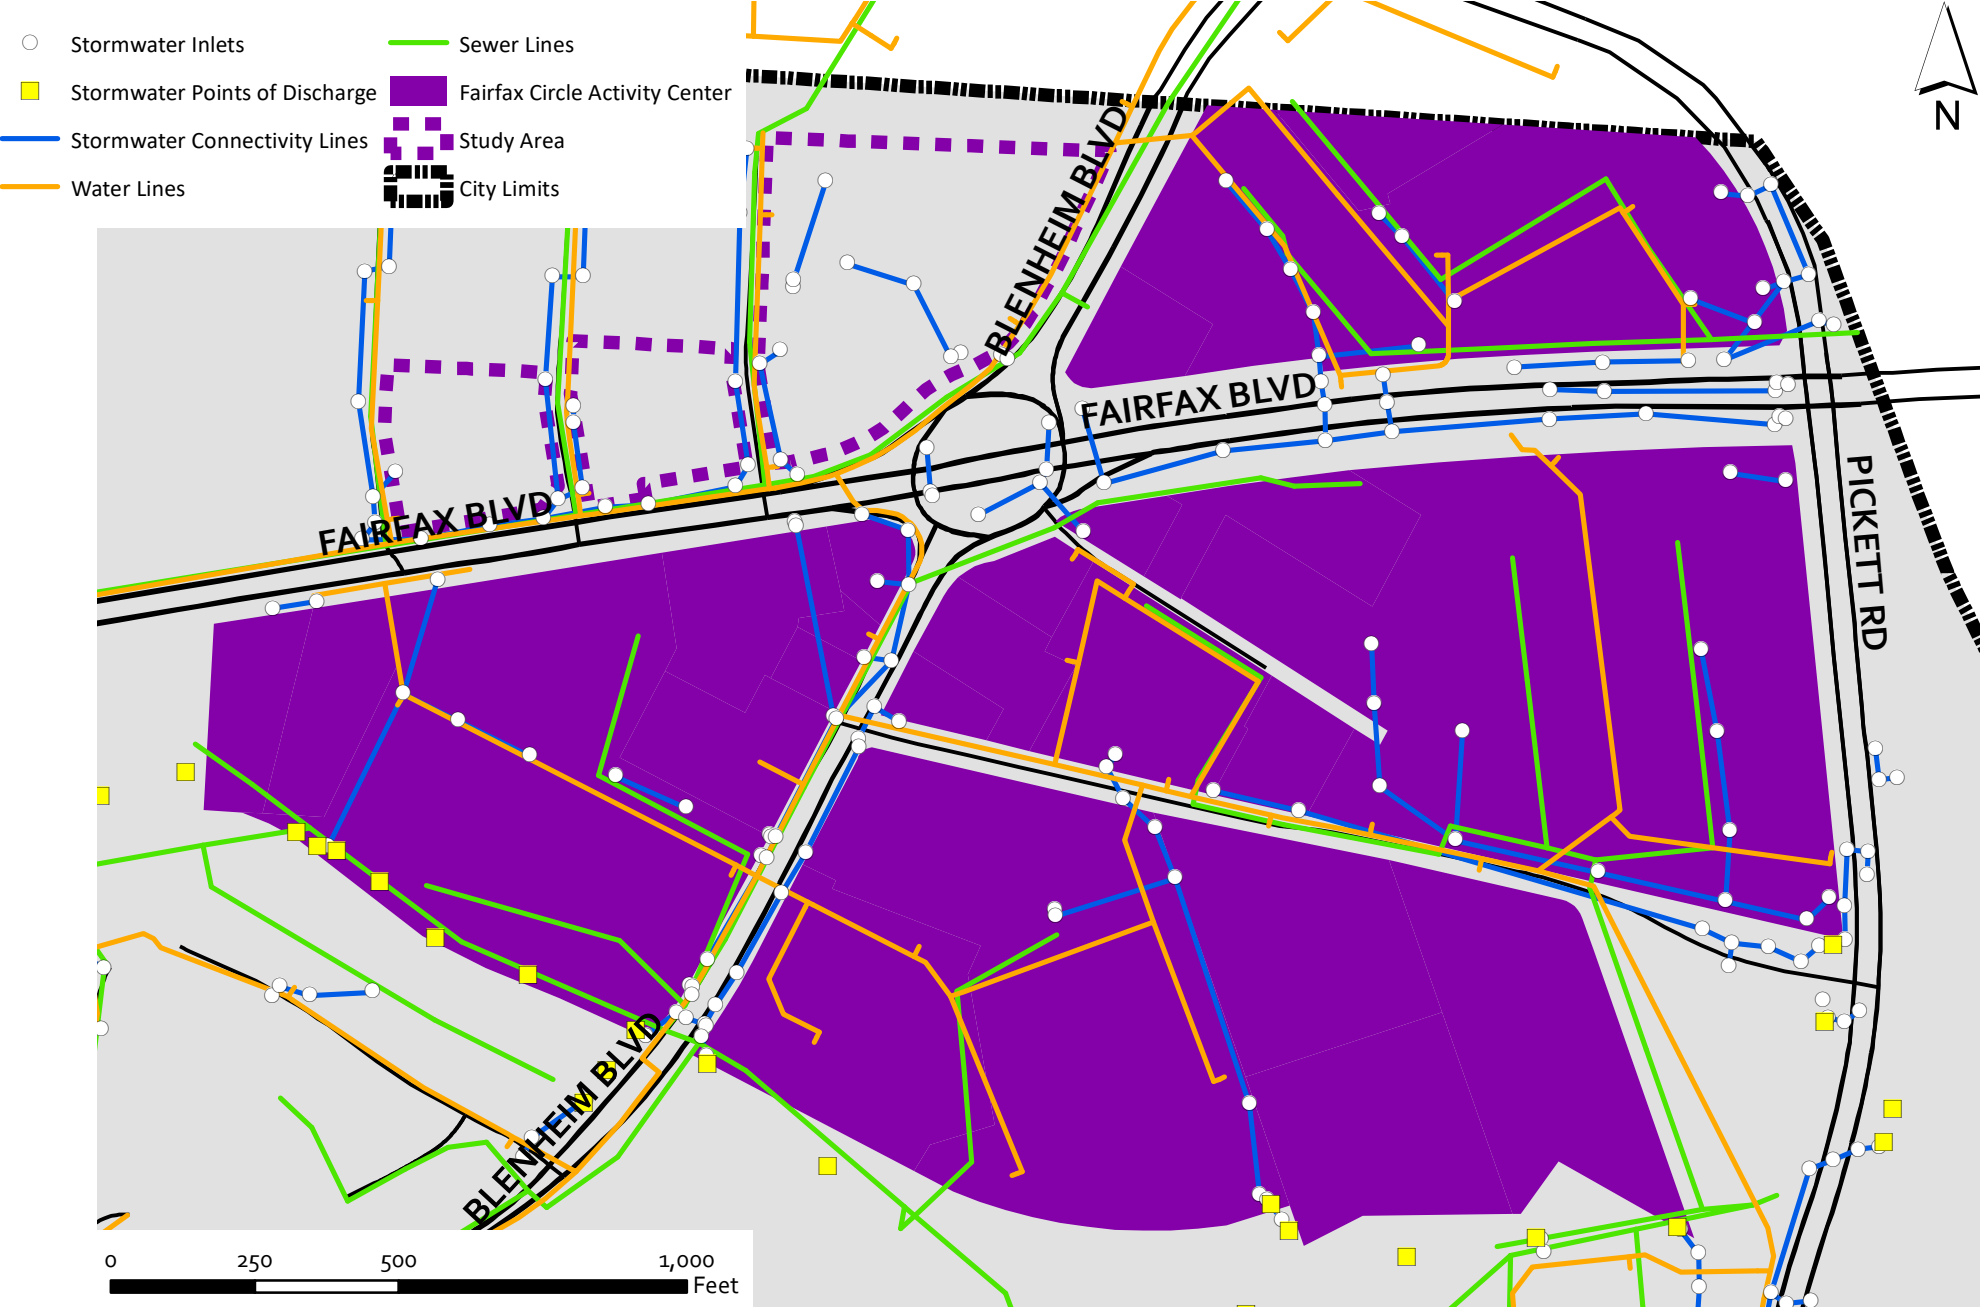 Stormwater Inlets
Stormwater Points of Discharge
Stormwater Connectivity Lines
Water Lines
Sewer Lines
Fairfax Circle Activity Center
Study Area
City Limits
N
BLENHEIM BLVD
FAIRFAX BLVD
FAIRFAX BLVD
PICKETT RD
BLENHEIM BLVD
0 250 500 1,000
Feet